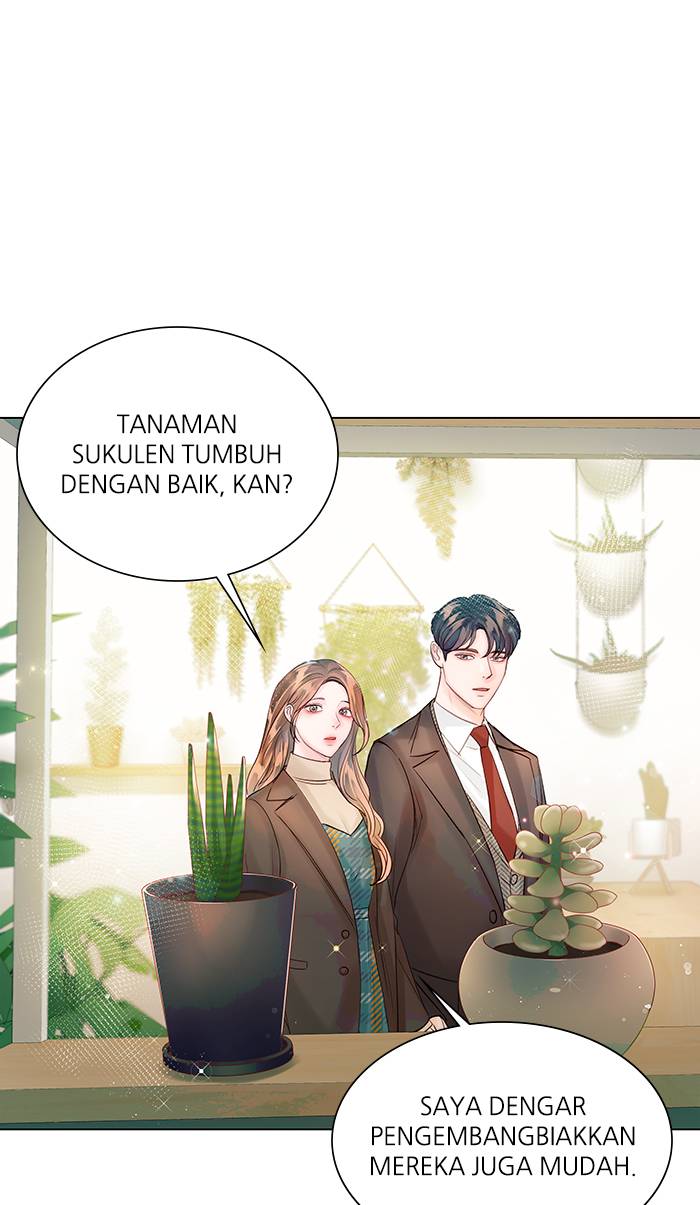 TANAMAN
SUKULEN TUMBUH
DENGAN BAIK, KAN?
SAYA DENGAR
PENGEMBANGBIAKKAN
MEREKA JUGA MUDAH.